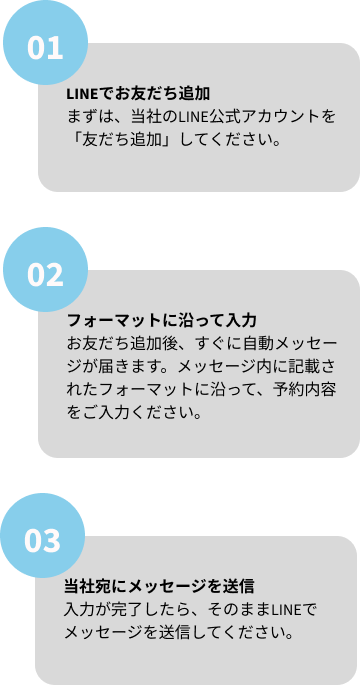 01
LINEでお友だち追加
まずは、当社のLINE公式アカウントを
「友だち追加」してください。
02
フォーマットに沿って入力
お友だち追加後、すぐに自動メッセー
ジが届きます。メッセージ内に記載さ
れたフォーマットに沿って、予約内容
をご入力ください。
03
当社宛にメッセージを送信
入力が完了したら、そのままLINEで
メッセージを送信してください。